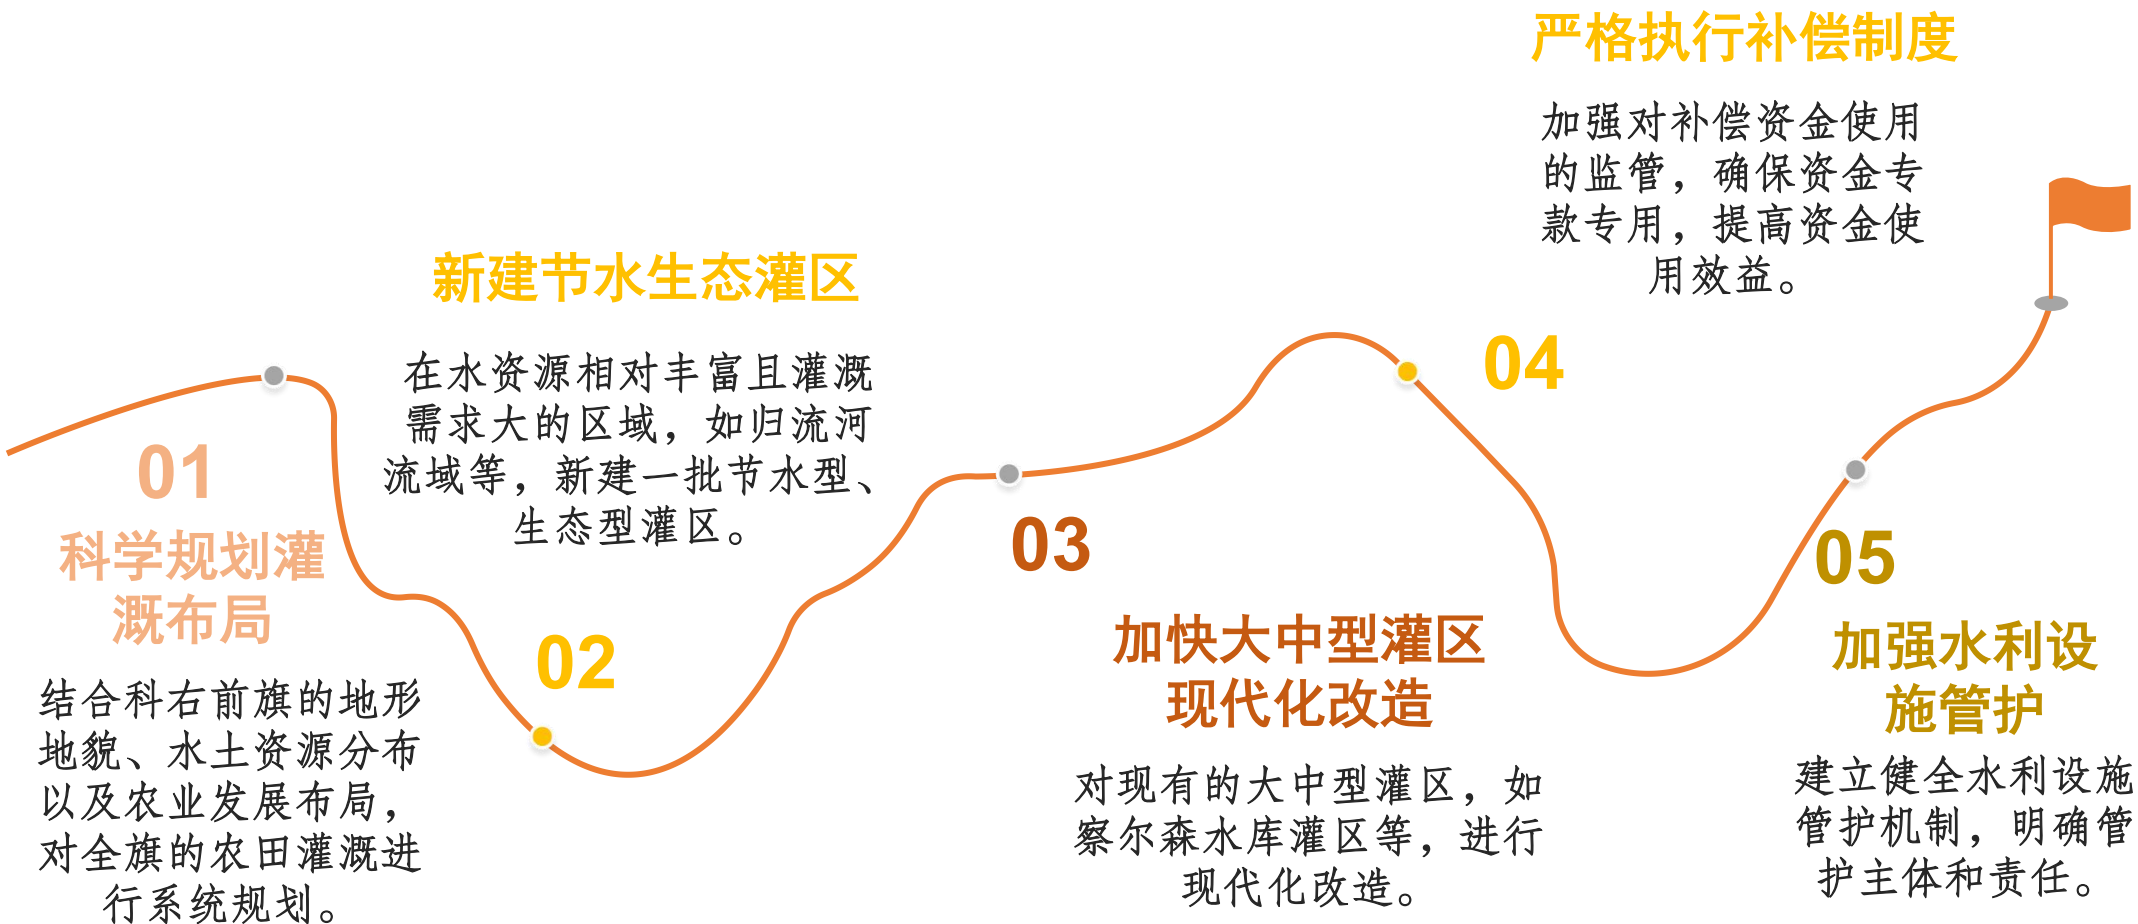 01
科学规划灌
溉布局
结合科右前旗的地形
地貌、水土资源分布
以及农业发展布局，
对全旗的农田灌溉进
行系统规划。
新建节水生态灌区
在水资源相对丰富且灌溉
需求大的区域，如归流河
流域等，新建一批节水型、
生态型灌区。
02
03
加快大中型灌区
现代化改造
对现有的大中型灌区，如
察尔森水库灌区等，进行
现代化改造。
严格执行补偿制度
加强对补偿资金使用
的监管，确保资金专
款专用，提高资金使
用效益。
04
05
加强水利设
施管护
建立健全水利设施
管护机制，明确管
护主体和责任。